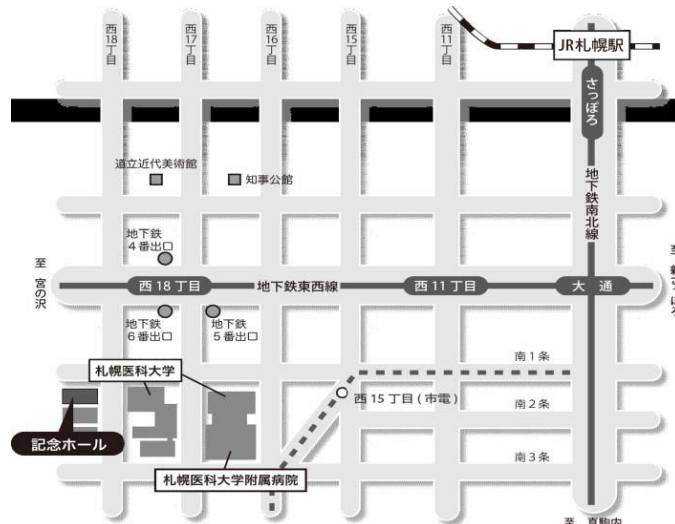 西18丁目
西17丁目
西16丁目
西15丁目
西11丁目
JR札幌駅
さっぽろ
道立近代美術館
知事公館
地下鉄南北線
地下鉄
4番出口
至 宮の沢
西18丁目
地下鉄東西線
西11丁目
大通
地下鉄
6番出口
地下鉄
5番出口
札幌医科大学
南1条
西15丁目(市電)
南2条
記念ホール
南3条
札幌医科大学附属病院